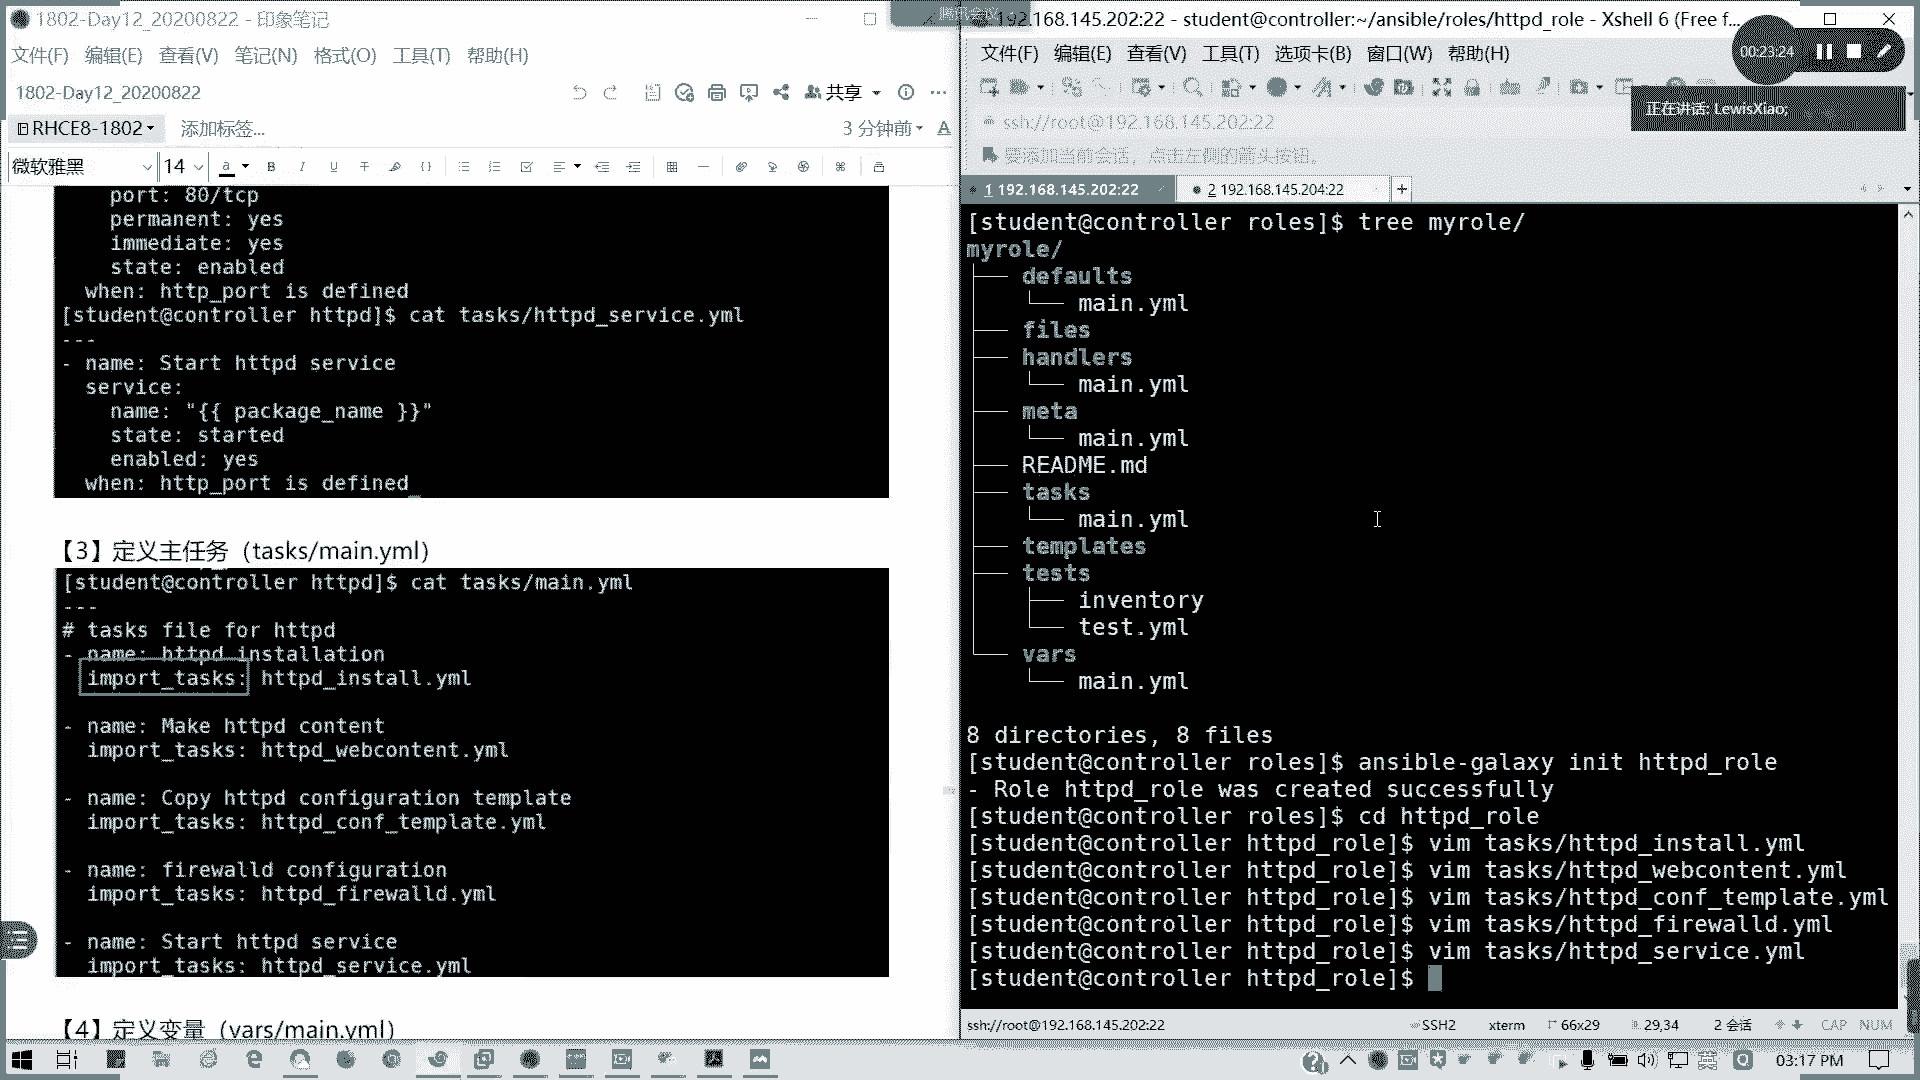 1802-Day12_20200822 - 印象笔记
文件(F) 编辑(E) 查看(V) 笔记(N) 格式(O) 工具(T) 帮助(H)
1802-Day12_20200822
共享
RHCE8-1802
添加标签...
3 分钟前
微软雅黑
14
port: 80/tcp
permanent: yes
immediate: yes
state: enabled
when: http_port is defined
[student@controller httpd]$ cat tasks/httpd_service.yml
---
- name: Start httpd service
service:
name: "{{ package_name }}"
state: started
enabled: yes
when: http_port is defined
【3】定义主任务（tasks/main.yml）
[student@controller httpd]$ cat tasks/main.yml
---
# tasks file for httpd
- name: httpd installation
import_tasks: httpd_install.yml
- name: Make httpd content
import_tasks: httpd_webcontent.yml
- name: Copy httpd configuration template
import_tasks: httpd_conf_template.yml
- name: firewalld configuration
import_tasks: httpd_firewalld.yml
- name: Start httpd service
import_tasks: httpd_service.yml
【4】定义变量（vars/main.yml）
腾讯会议
192.168.145.202:22 - student@controller:~/ansible/roles/httpd_role - Xshell 6 (Free f...
文件(F) 编辑(E) 查看(V) 工具(T) 选项卡(B) 窗口(W) 帮助(H)
00:23:24
正在讲话: LewisXiao;
ssh://root@192.168.145.202:22
要添加当前会话，点击左侧的箭头按钮。
1 192.168.145.202:22
2 192.168.145.204:22
[student@controller roles]$ tree myrole/
myrole/
├── defaults
│   └── main.yml
├── files
├── handlers
│   └── main.yml
├── meta
│   └── main.yml
├── README.md
├── tasks
│   └── main.yml
├── templates
├── tests
│   ├── inventory
│   └── test.yml
└── vars
    └── main.yml
8 directories, 8 files
[student@controller roles]$ ansible-galaxy init httpd_role
- Role httpd_role was created successfully
[student@controller roles]$ cd httpd_role
[student@controller httpd_role]$ vim tasks/httpd_install.yml
[student@controller httpd_role]$ vim tasks/httpd_webcontent.yml
[student@controller httpd_role]$ vim tasks/httpd_conf_template.yml
[student@controller httpd_role]$ vim tasks/httpd_firewalld.yml
[student@controller httpd_role]$ vim tasks/httpd_service.yml
[student@controller httpd_role]$
ssh://root@192.168.145.202:22
SSH2
xterm
66x29
29,34
2 会话
CAP NUM
英
03:17 PM